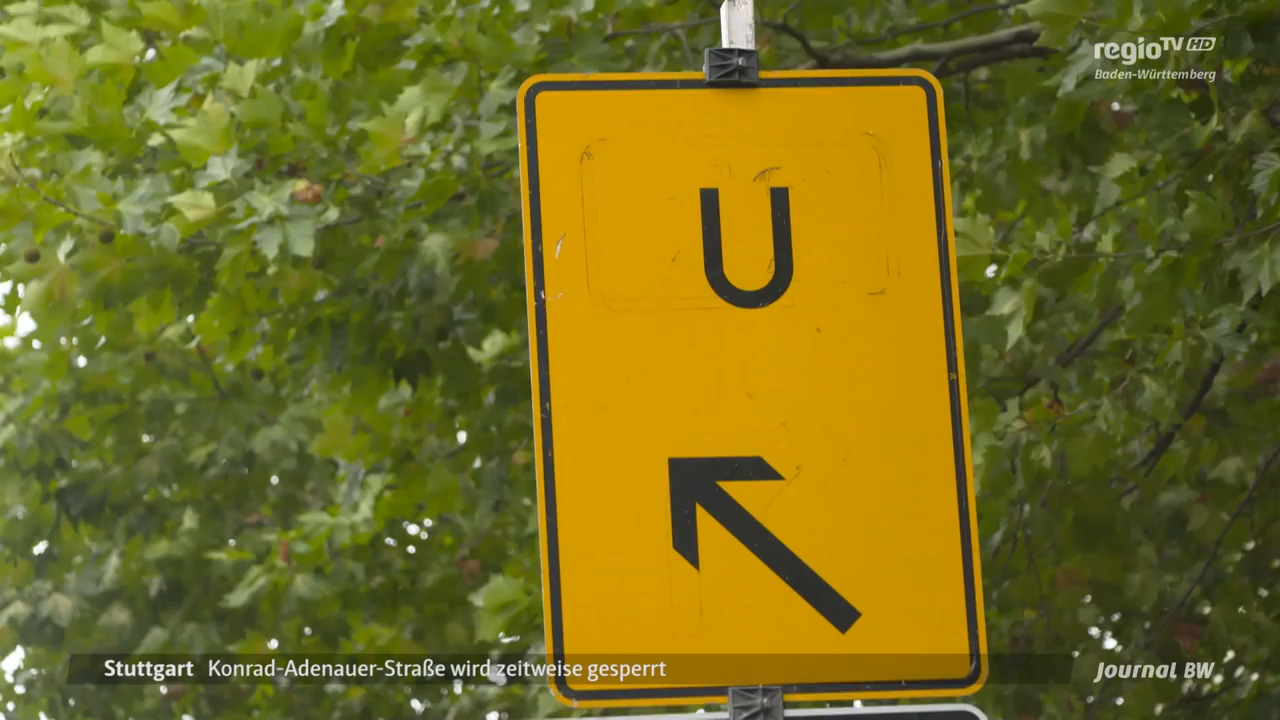 regioTV HD
Baden-Württemberg
U
Stuttgart Konrad-Adenauer-Straße wird zeitweise gesperrt
Journal BW